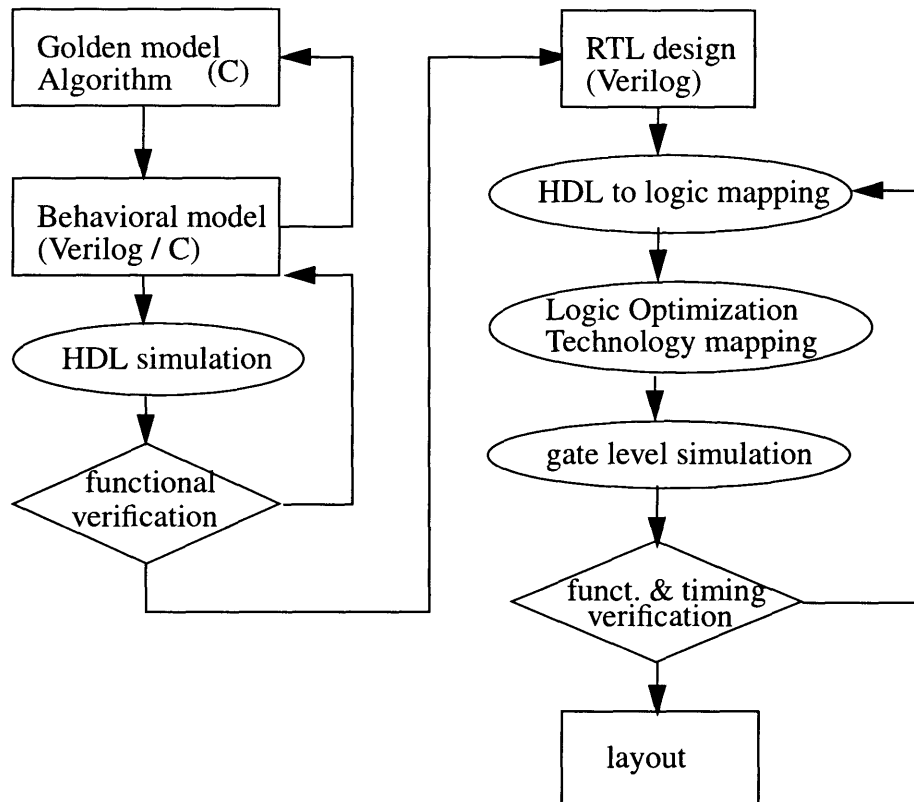 Golden model
Algorithm (C)
Behavioral model
(Verilog / C)
HDL simulation
functional
verification
RTL design
(Verilog)
HDL to logic mapping
Logic Optimization
Technology mapping
gate level simulation
funct. & timing
verification
layout